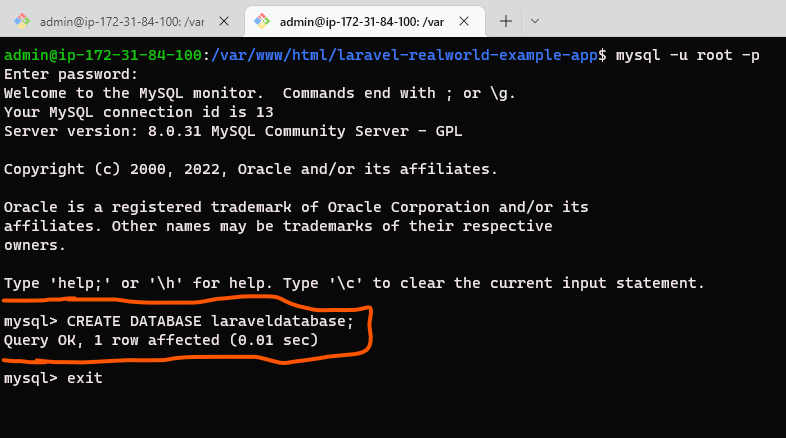 admin@ip-172-31-84-100: /var
admin@ip-172-31-84-100: /var
admin@ip-172-31-84-100:/var/www/html/laravel-realworld-example-app$ mysql -u root -p
Enter password:
Welcome to the MySQL monitor.  Commands end with ; or \g.
Your MySQL connection id is 13
Server version: 8.0.31 MySQL Community Server - GPL
Copyright (c) 2000, 2022, Oracle and/or its affiliates.
Oracle is a registered trademark of Oracle Corporation and/or its
affiliates. Other names may be trademarks of their respective
owners.
Type 'help;' or '\h' for help. Type '\c' to clear the current input statement.
mysql> CREATE DATABASE laraveldatabase;
Query OK, 1 row affected (0.01 sec)
mysql> exit